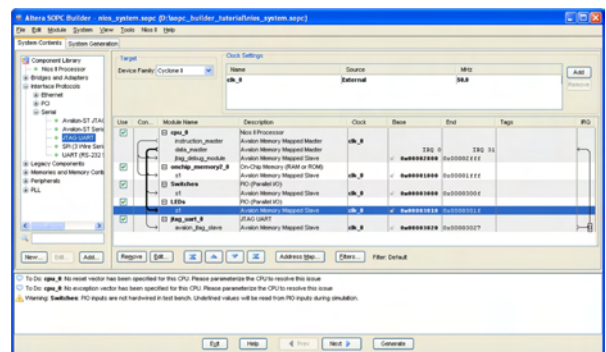 Altera SOPC Builder - nios_system.sopc (D:\sopc_builder_tutorial\nios_system.sopc)
File Edit Module System View Tools Nios II Help
System Contents System Generation
Component Library
Nios II Processor
Bridges and Adapters
Interface Protocols
Ethernet
PCI
Serial
Avalon-ST JTAG
Avalon-ST Seria
JTAG UART
SPI (3 Wire Seri
UART (RS-232 S
Legacy Components
Memories and Memory Contr
Peripherals
PLL
New... Edit... Add...
Target
Device Family: Cyclone II
Clock Settings
Name Source MHz
clk_0 External 50.0
Add
Remove
Use Con... Module Name Description Clock Base End Tags IRQ
cpu_0 Nios II Processor
instruction_master Avalon Memory Mapped Master clk_0
data_master Avalon Memory Mapped Master IRQ 0 IRQ 31
jtag_debug_module Avalon Memory Mapped Slave 0x00002800 0x00002fff
onchip_memory2_0 On-Chip Memory (RAM or ROM)
s1 Avalon Memory Mapped Slave clk_0 0x00001000 0x00001fff
Switches PIO (Parallel I/O)
s1 Avalon Memory Mapped Slave clk_0 0x00003000 0x0000300f
LEDs PIO (Parallel I/O)
s1 Avalon Memory Mapped Slave clk_0 0x00003010 0x0000301f
jtag_uart_0 JTAG UART
avalon_jtag_slave Avalon Memory Mapped Slave clk_0 0x00003020 0x00003027
Remove Edit... Address Map... Filters... Filter: Default
To Do: cpu_0: No reset vector has been specified for this CPU. Please parameterize the CPU to resolve this issue
To Do: cpu_0: No exception vector has been specified for this CPU. Please parameterize the CPU to resolve this issue
Warning: Switches: PIO inputs are not hardwired in test bench. Undefined values will be read from PIO inputs during simulation.
Exit Help Prev Next Generate